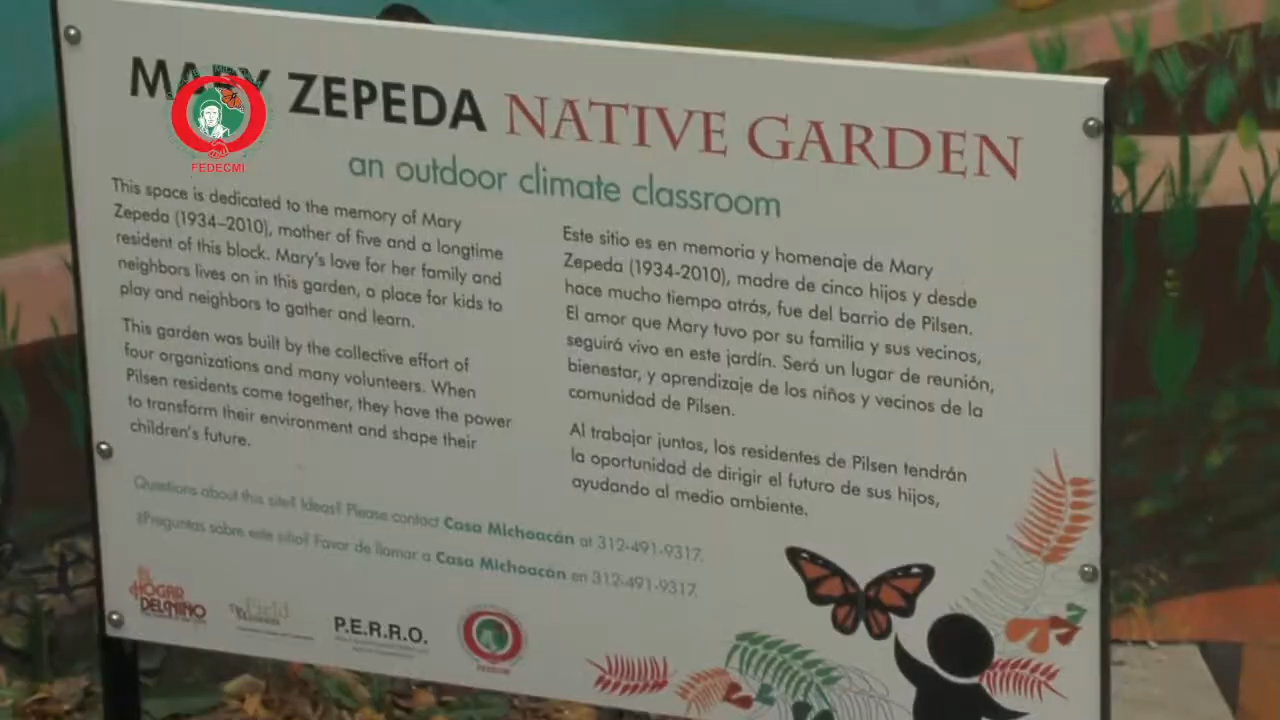 MARY ZEPEDA NATIVE GARDEN
FEDECMI
an outdoor climate classroom
This space is dedicated to the memory of Mary
Zepeda (1934–2010), mother of five and a longtime
resident of this block. Mary's love for her family and
neighbors lives on in this garden, a place for kids to
play and neighbors to gather and learn.
This garden was built by the collective effort of
four organizations and many volunteers. When
Pilsen residents come together, they have the power
to transform their environment and shape their
children's future.
Este sitio es en memoria y homenaje de Mary
Zepeda (1934-2010), madre de cinco hijos y desde
hace mucho tiempo atrás, fue del barrio de Pilsen.
El amor que Mary tuvo por su familia y sus vecinos,
seguirá vivo en este jardín. Será un lugar de reunión,
bienestar, y aprendizaje de los niños y vecinos de la
comunidad de Pilsen.
Al trabajar juntos, los residentes de Pilsen tendrán
la oportunidad de dirigir el futuro de sus hijos,
ayudando al medio ambiente.
Questions about this site? Ideas? Please contact Casa Michoacán at 312-491-9317.
¿Preguntas sobre este sitio? Favor de llamar a Casa Michoacán en 312-491-9317.
EL
HOGAR
DEL NIÑO
The Field
Museum
P.E.R.R.O.
FEDECMI